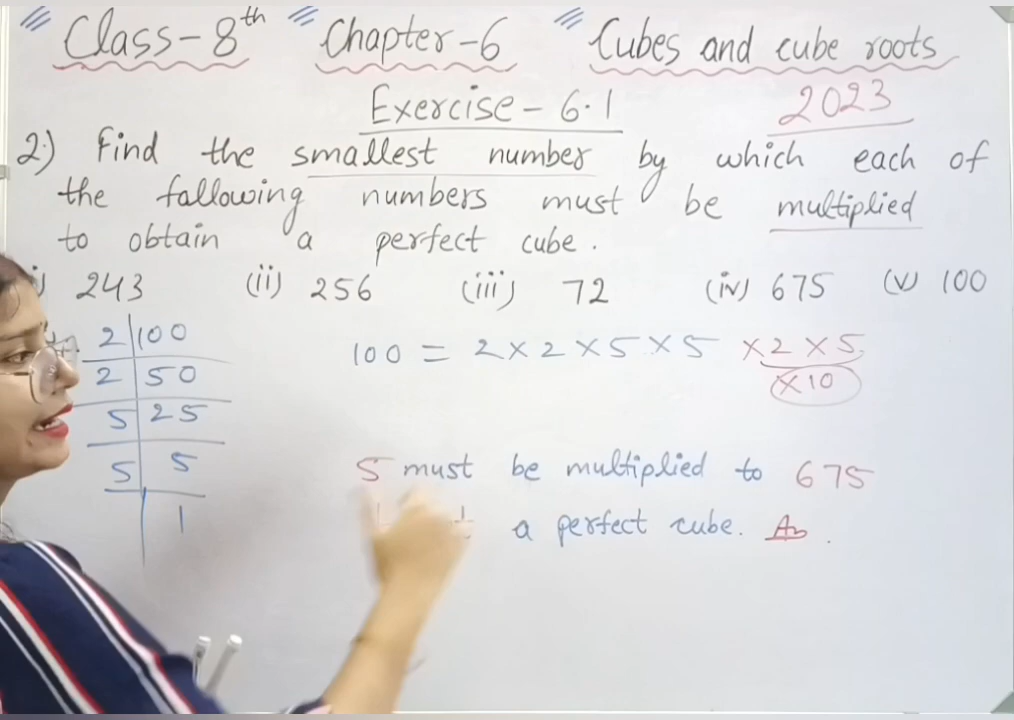 Class-8th Chapter-6 Cubes and cube roots
Exercise-6.1 2023
2.) Find the smallest number by which each of
the following numbers must be multiplied
to obtain a perfect cube.
i) 243 (ii) 256 (iii) 72 (iv) 675 (v) 100
2 100
2 50
5 25
5 5
1
100 = 2×2×5×5 ×2×5
×10
5 must be multiplied to 675
a perfect cube. Ans.